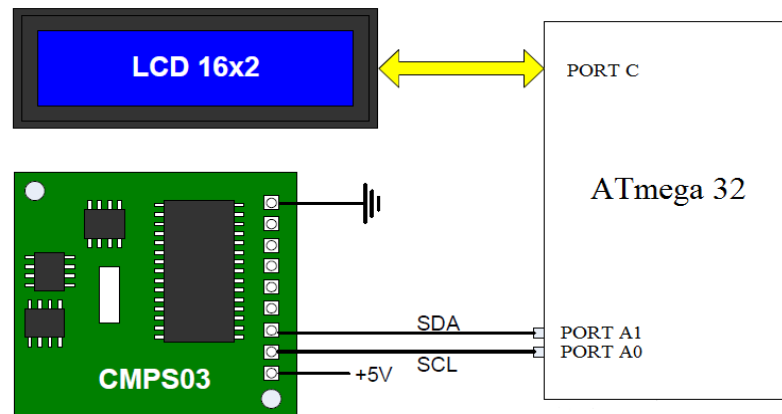 LCD 16x2
PORT C
ATmega 32
SDA
PORT A1
PORT A0
SCL
+5V
CMPS03